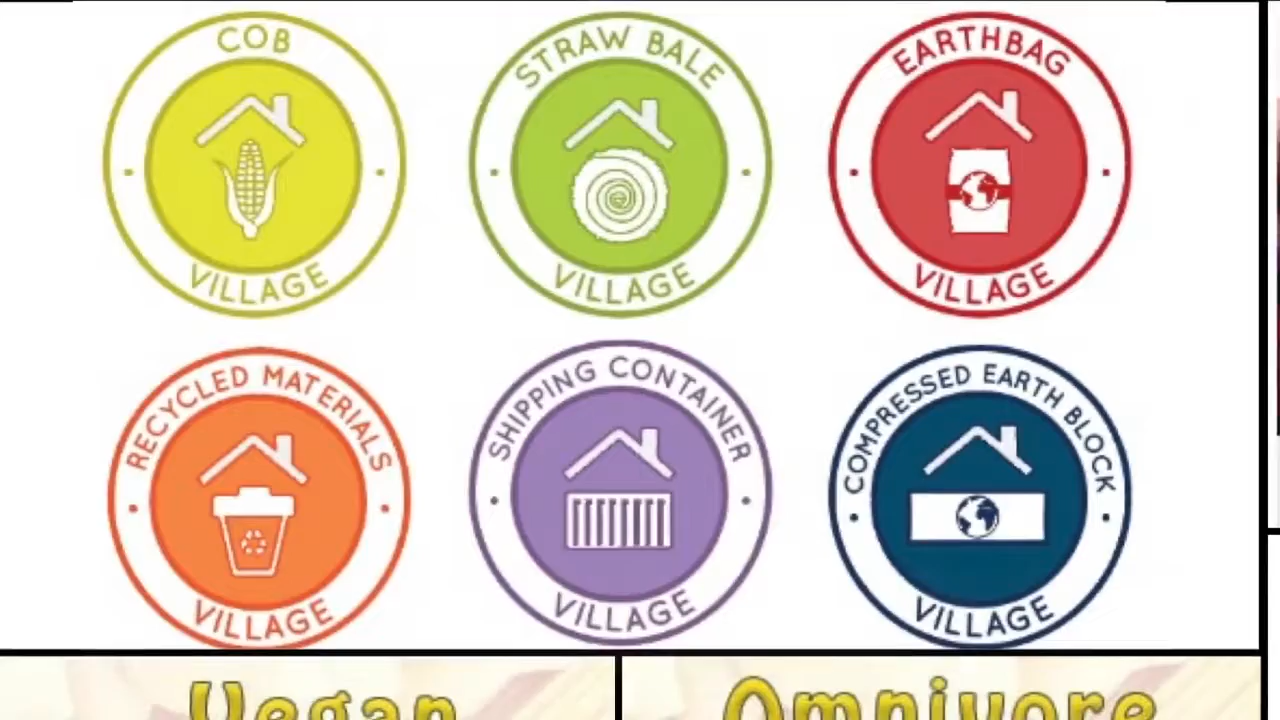 COB
VILLAGE
STRAW BALE
VILLAGE
EARTHBAG
VILLAGE
RECYCLED MATERIALS
VILLAGE
SHIPPING CONTAINER
VILLAGE
COMPRESSED EARTH BLOCK
VILLAGE
Vegan
Omnivore